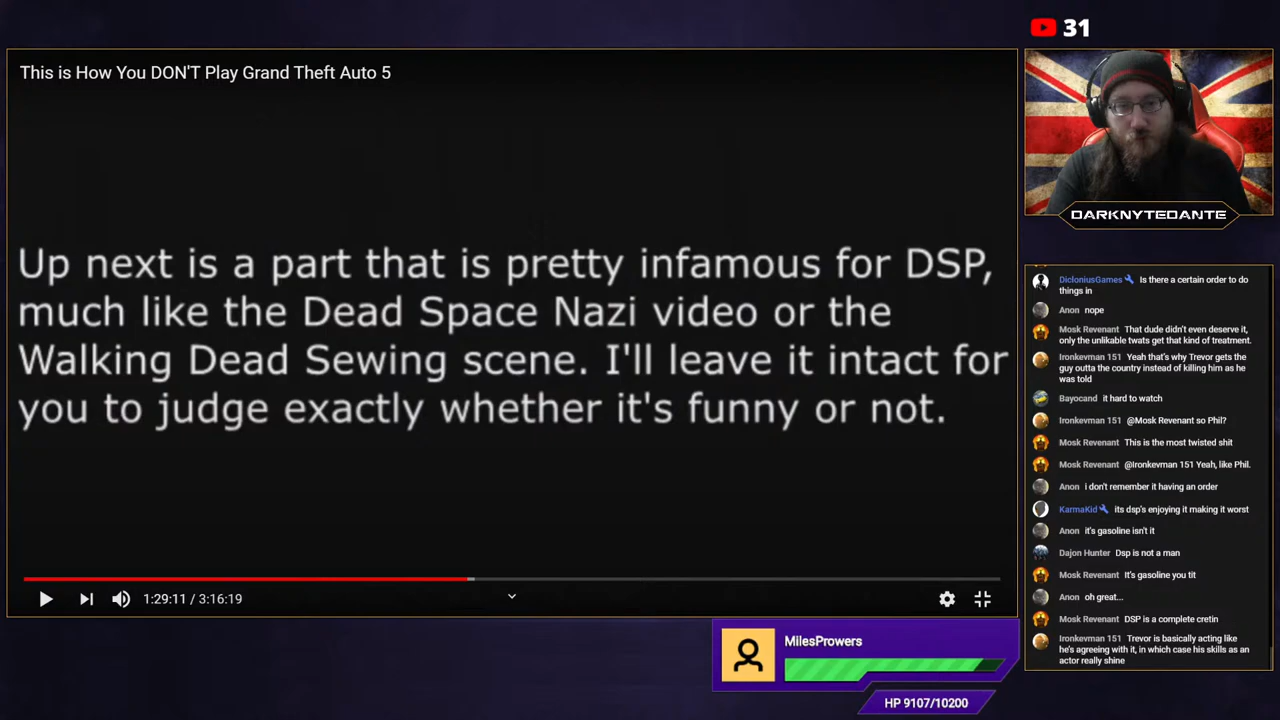 31
This is How You DON'T Play Grand Theft Auto 5
DARKNYTEDANTE
Up next is a part that is pretty infamous for DSP,
much like the Dead Space Nazi video or the
Walking Dead Sewing scene. I'll leave it intact for
you to judge exactly whether it's funny or not.
1:29:11 / 3:16:19
DicloniusGames Is there a certain order to do
things in
Anon nope
Mosk Revenant That dude didn't even deserve it,
only the unlikable twats get that kind of treatment.
Ironkevman 151 Yeah that's why Trevor gets the
guy outta the country instead of killing him as he
was told
Bayocand it hard to watch
Ironkevman 151 @Mosk Revenant so Phil?
Mosk Revenant This is the most twisted shit
Mosk Revenant @Ironkevman 151 Yeah, like Phil.
Anon i don't remember it having an order
KarmaKid its dsp's enjoying it making it worst
Anon it's gasoline isn't it
Dajon Hunter Dsp is not a man
Mosk Revenant It's gasoline you tit
Anon oh great...
Mosk Revenant DSP is a complete cretin
Ironkevman 151 Trevor is basically acting like
he's agreeing with it, in which case his skills as an
actor really shine
MilesProwers
HP 9107/10200